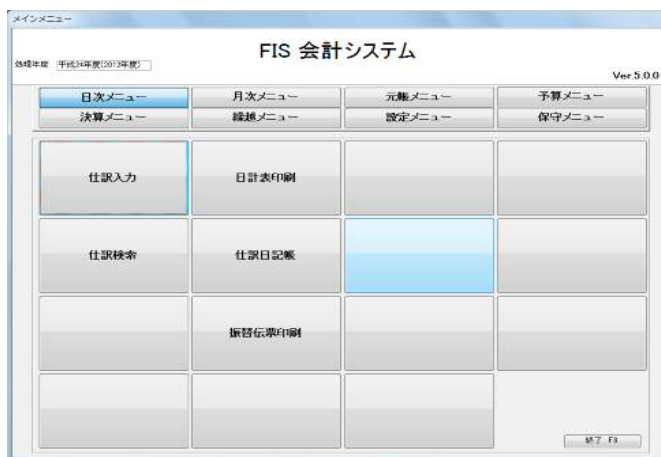 メインメニュー
FIS 会計システム
処理年度 平成24年度(2012年度)
Ver.5.0.0
日次メニュー 月次メニュー 元帳メニュー 予算メニュー
決算メニュー 繰越メニュー 設定メニュー 保守メニュー
仕訳入力 日計表印刷
仕訳検索 仕訳日記帳
振替伝票印刷
終了 F8